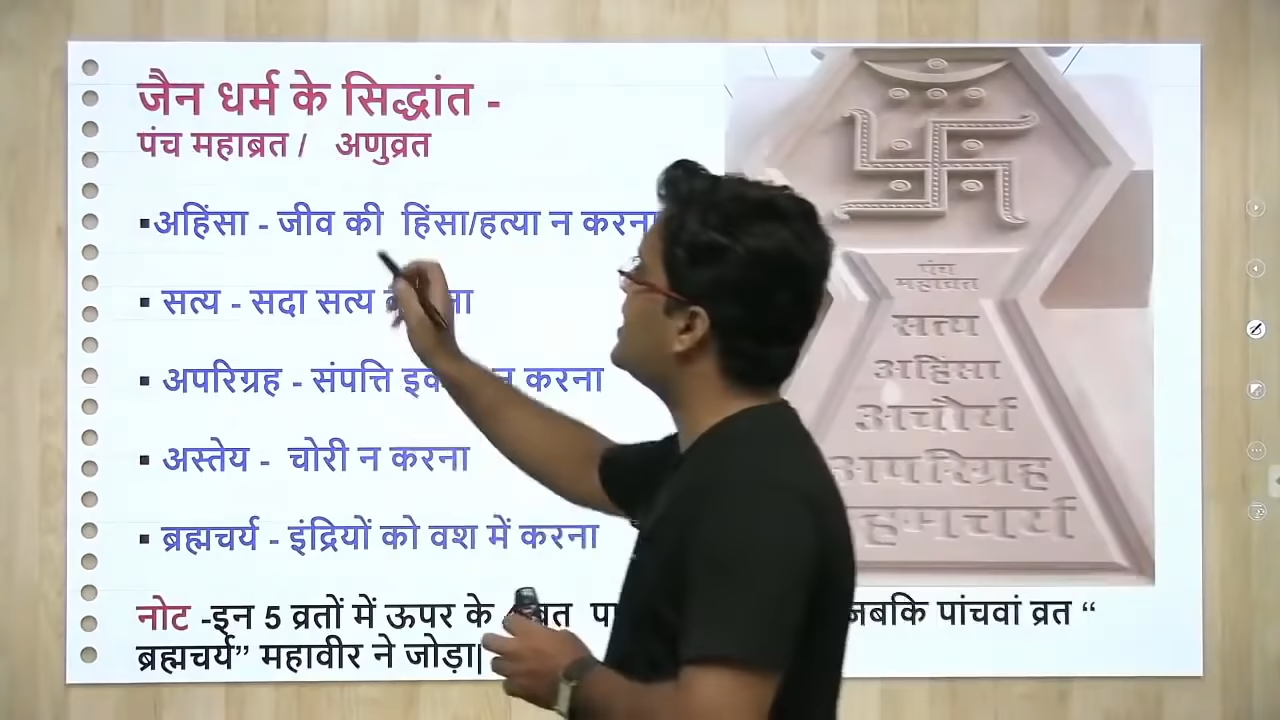 जैन धर्म के सिद्धांत -
पंच महाब्रत / अणुव्रत
▪अहिंसा - जीव की हिंसा/हत्या न करना
▪ सत्य - सदा सत्य
▪ अपरिग्रह - संपत्ति न करना
▪ अस्तेय - चोरी न करना
▪ ब्रह्मचर्य - इंद्रियों को वश में करना
नोट -इन 5 व्रतों में ऊपर के जबकि पांचवां व्रत “
ब्रह्मचर्य” महावीर ने जोड़ा|
पंच
महाव्रत
सत्य
अहिंसा
अचौर्य
अपरिग्रह